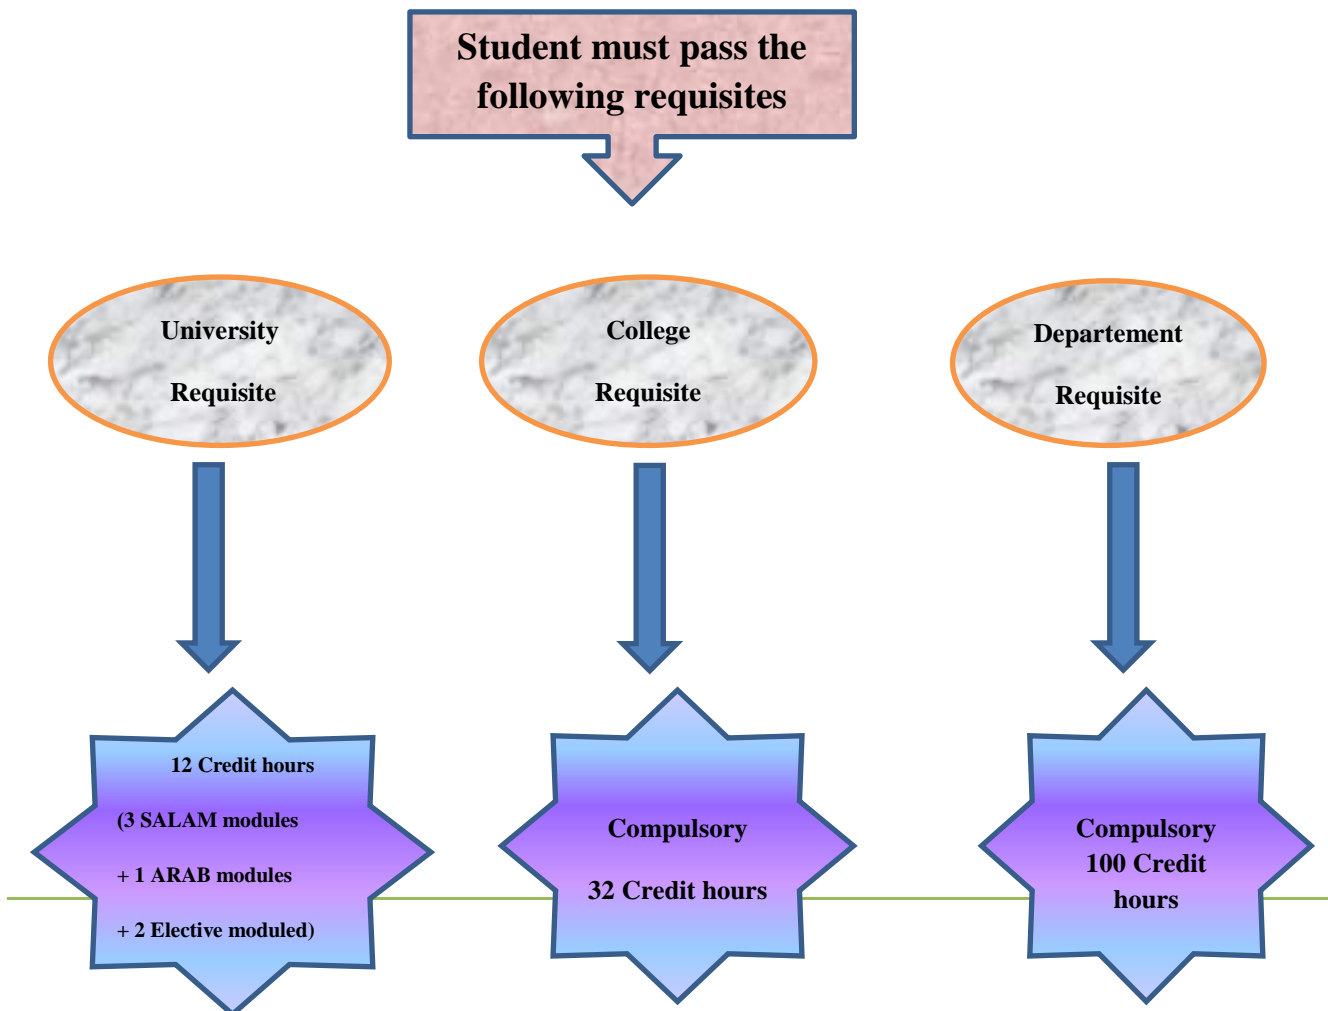 Student must pass the
following requisites
University
Requisite
College
Requisite
Departement
Requisite
12 Credit hours
(3 SALAM modules
+ 1 ARAB modules
+ 2 Elective moduled)
Compulsory
32 Credit hours
Compulsory
100 Credit
hours